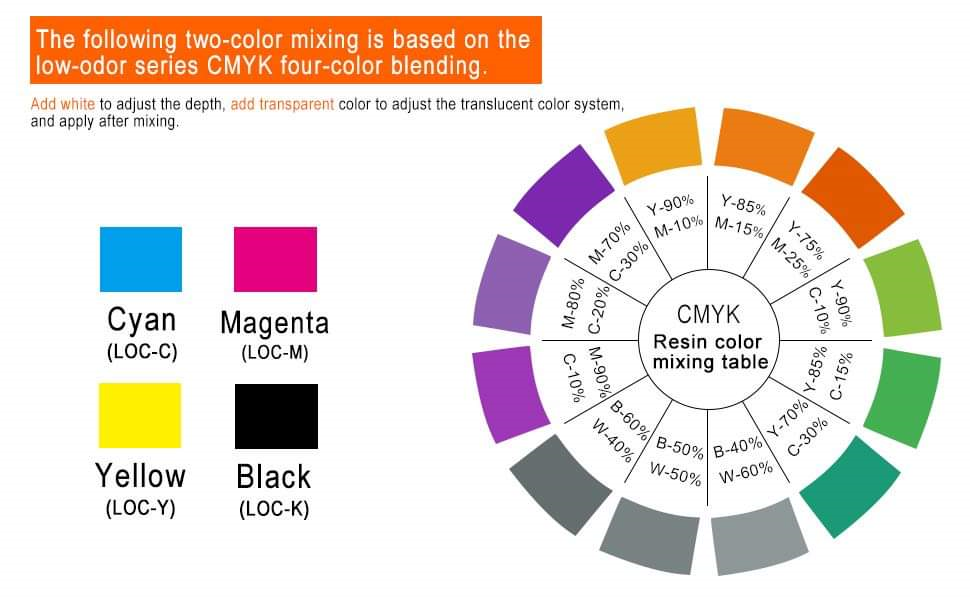 The following two-color mixing is based on the
low-odor series CMYK four-color blending.
Add white to adjust the depth, add transparent color to adjust the translucent color system,
and apply after mixing.
Cyan
(LOC-C)
Magenta
(LOC-M)
Yellow
(LOC-Y)
Black
(LOC-K)
CMYK
Resin color
mixing table
Y-85%
M-15%
Y-75%
M-25%
Y-90%
C-10%
Y-85%
C-15%
Y-70%
C-30%
B-40%
W-60%
B-50%
W-50%
B-60%
W-40%
M-90%
C-10%
M-80%
C-20%
M-70%
C-30%
Y-90%
M-10%